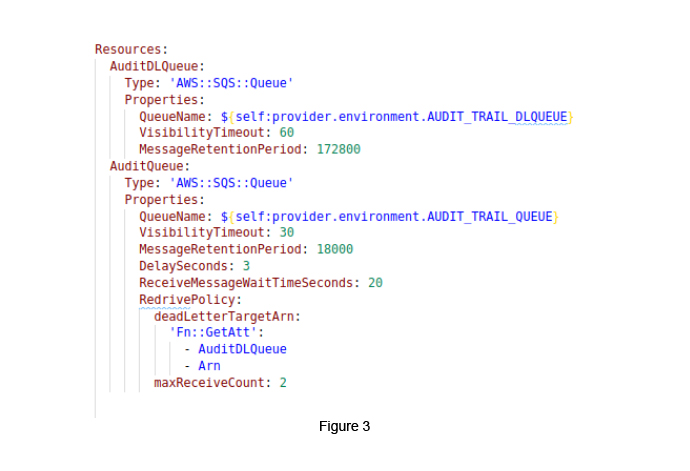 Resources:
AuditDLQueue:
Type: 'AWS::SQS::Queue'
Properties:
QueueName: ${self:provider.environment.AUDIT_TRAIL_DLQUEUE}
VisibilityTimeout: 60
MessageRetentionPeriod: 172800
AuditQueue:
Type: 'AWS::SQS::Queue'
Properties:
QueueName: ${self:provider.environment.AUDIT_TRAIL_QUEUE}
VisibilityTimeout: 30
MessageRetentionPeriod: 18000
DelaySeconds: 3
ReceiveMessageWaitTimeSeconds: 20
RedrivePolicy:
deadLetterTargetArn:
'Fn::GetAtt':
- AuditDLQueue
- Arn
maxReceiveCount: 2
Figure 3